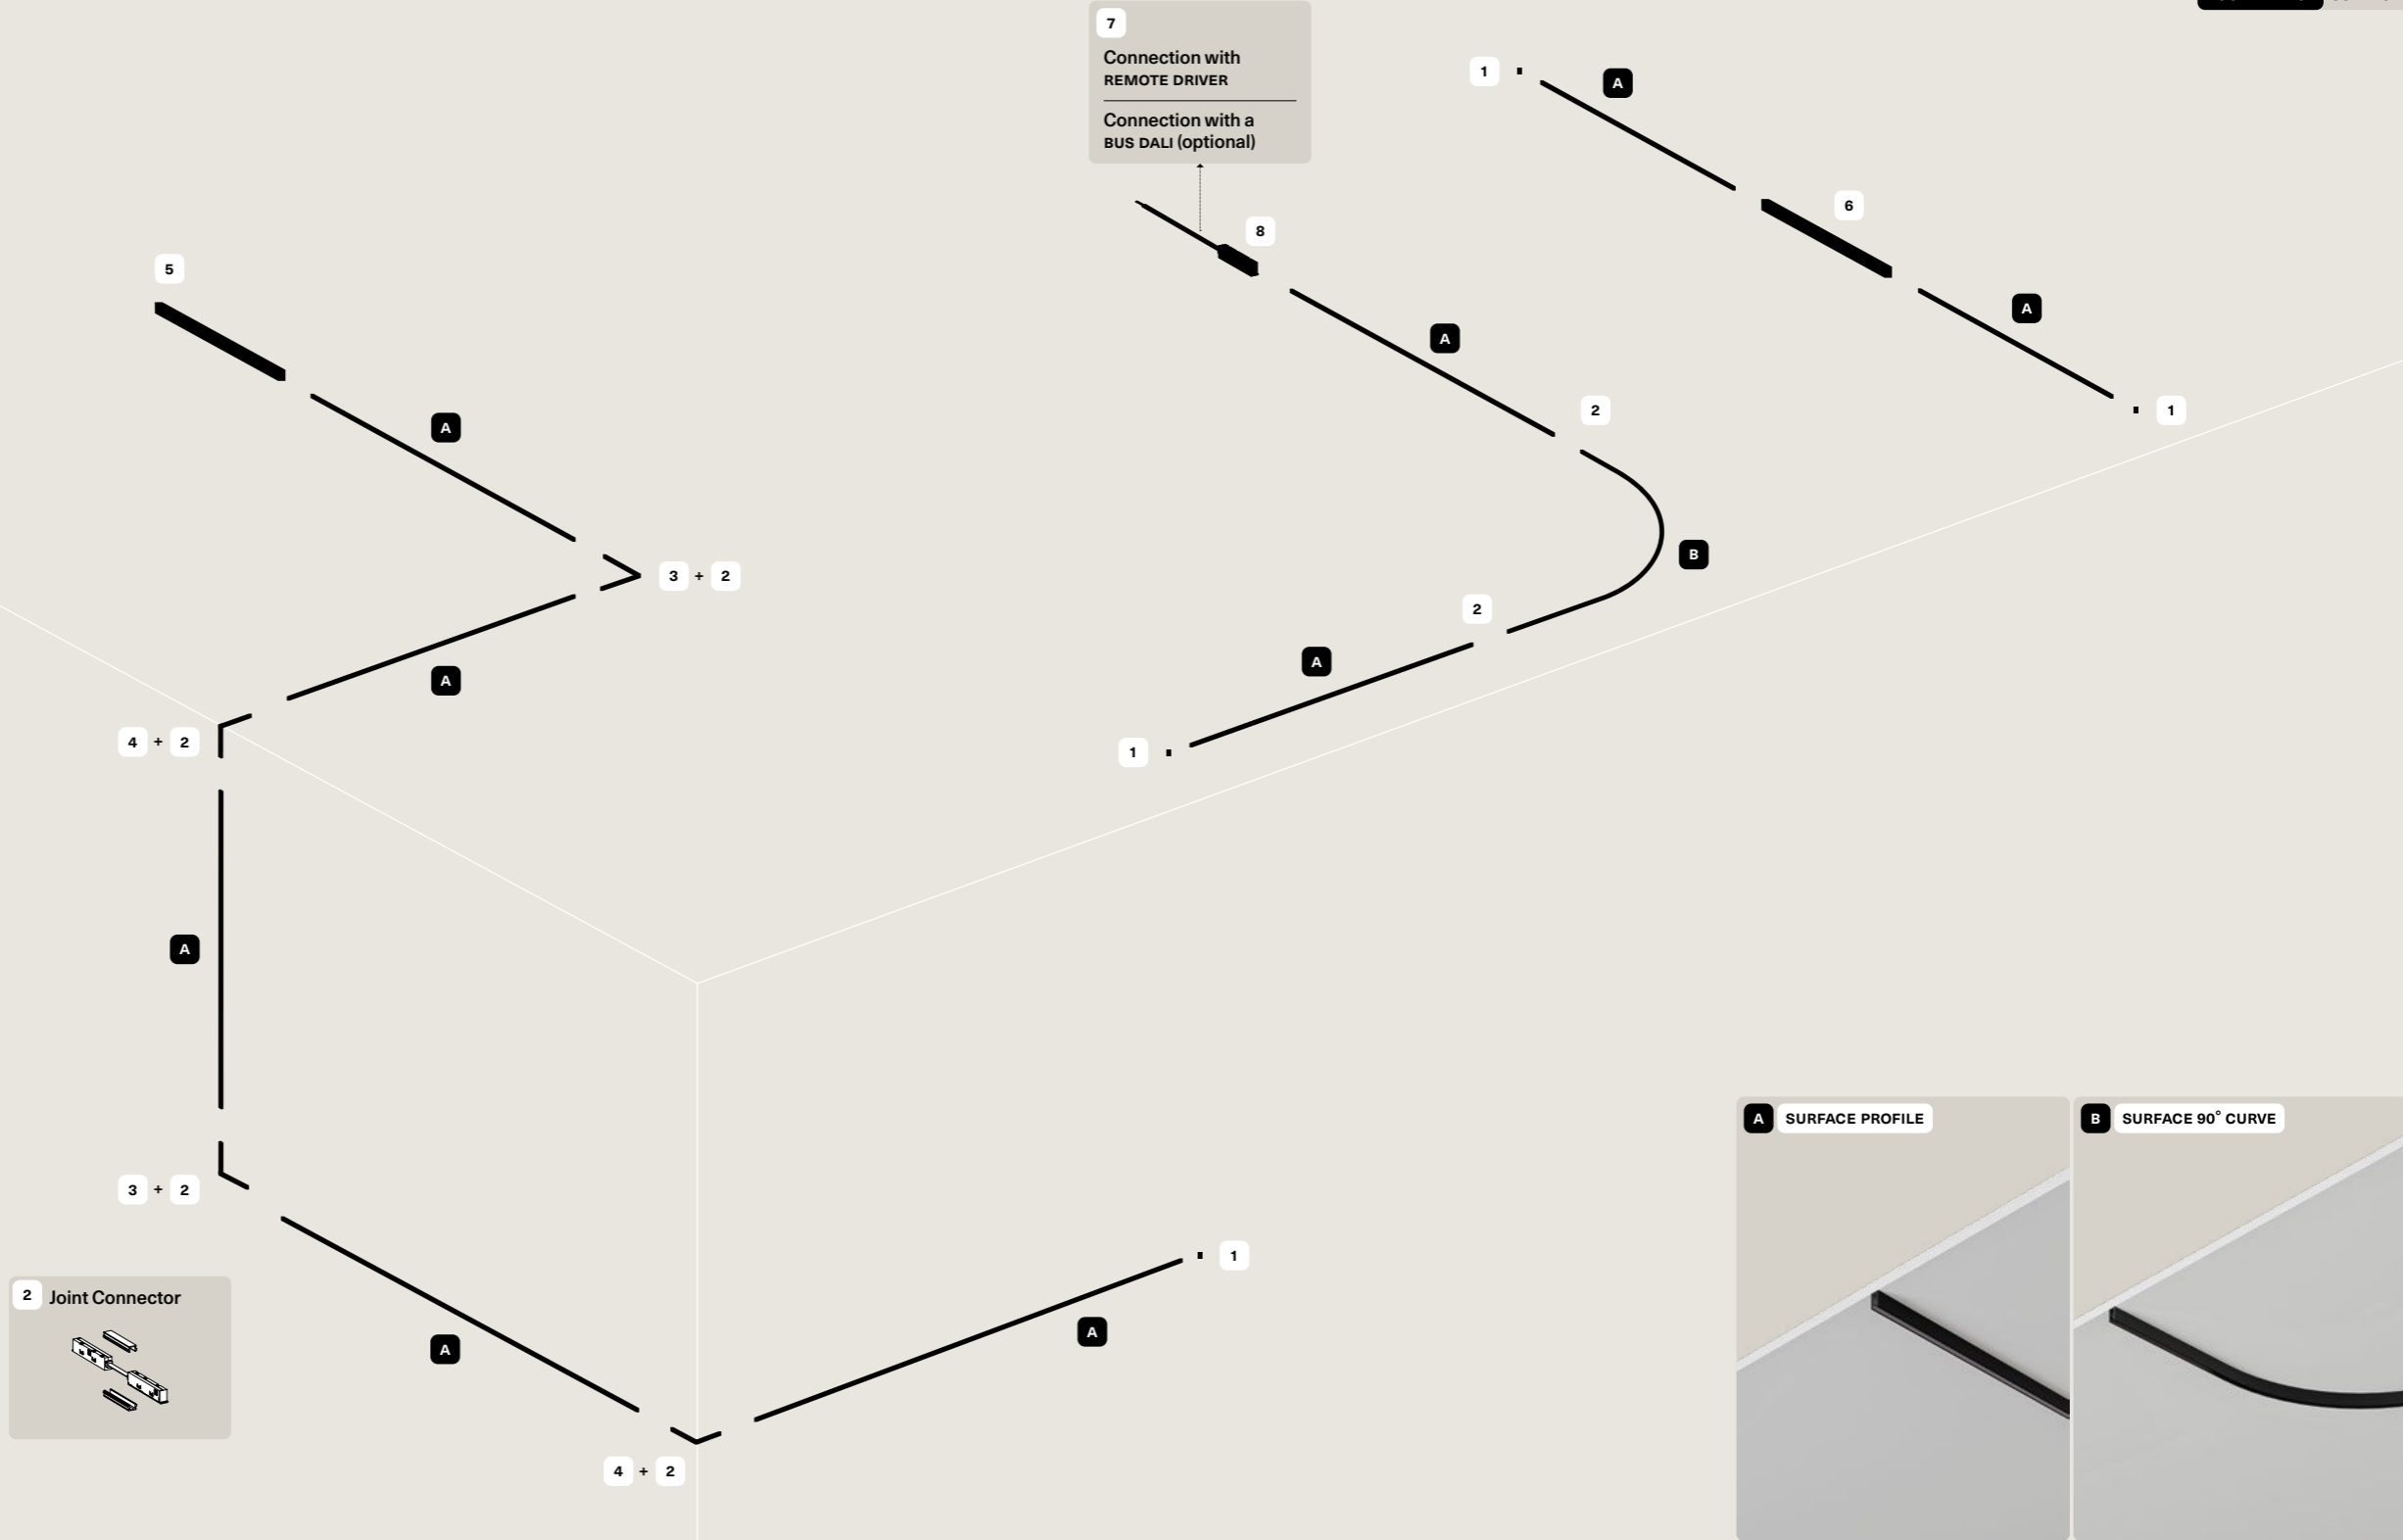 7
Connection with
REMOTE DRIVER
Connection with a
BUS DALI (optional)
1
A
6
8
5
A
A
1
A
2
B
3 + 2
2
A
A
4 + 2
1
A
3 + 2
1
A
A
4 + 2
2 Joint Connector
A SURFACE PROFILE
B SURFACE 90° CURVE